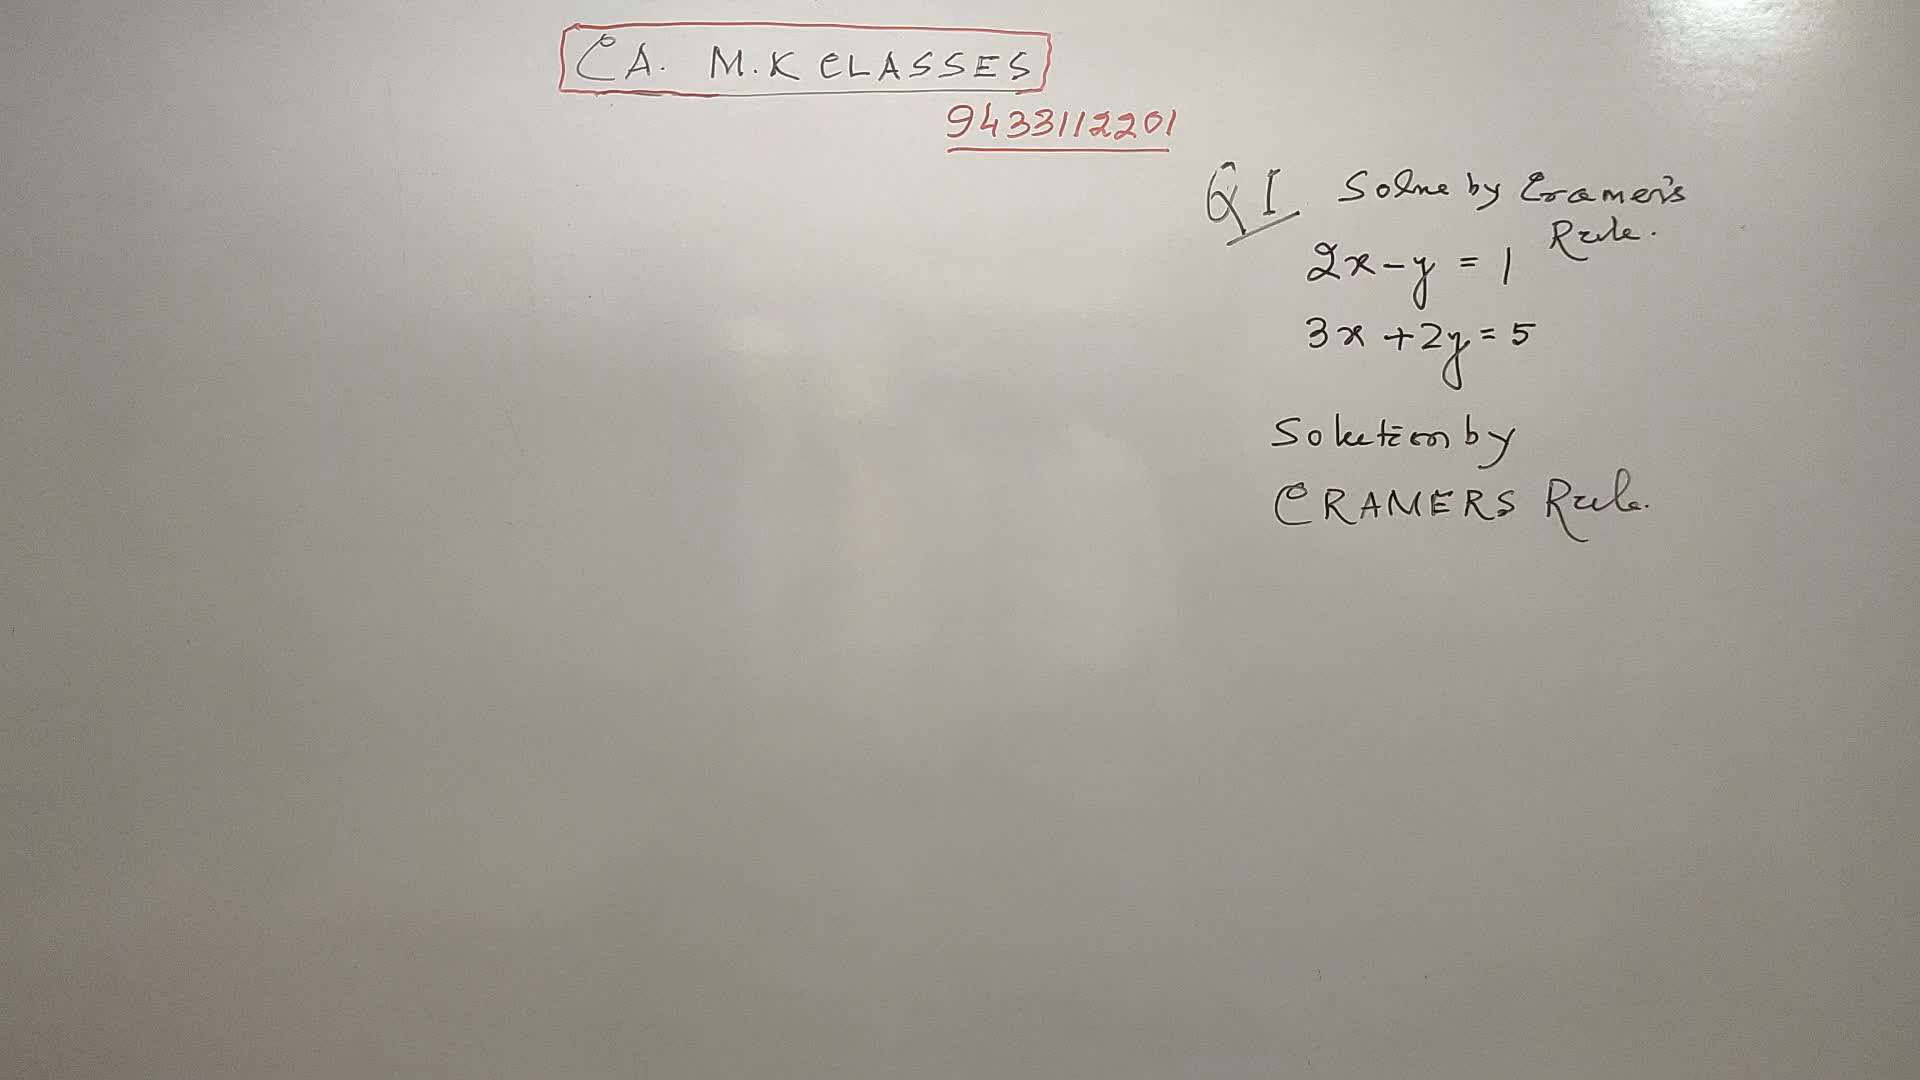 CA. M.K CLASSES
9433112201
Q1 Solve by Cramer's
Rule.
2x-y = 1
3x+2y=5
Solution by
CRAMERS Rule.